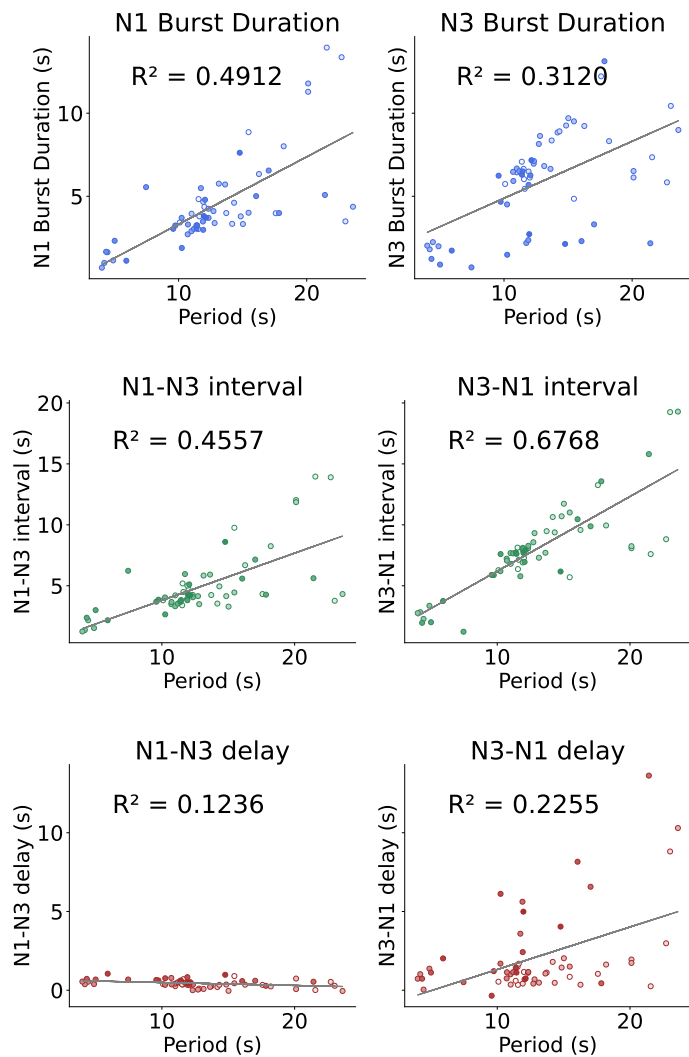 N1 Burst Duration
N3 Burst Duration
R² = 0.4912
R² = 0.3120
N1 Burst Duration (s)
N3 Burst Duration (s)
10
5
10
20
10
20
Period (s)
Period (s)
N1-N3 interval
N3-N1 interval
R² = 0.4557
R² = 0.6768
N1-N3 interval (s)
N3-N1 interval (s)
20
15
10
5
10
20
10
20
Period (s)
Period (s)
N1-N3 delay
N3-N1 delay
R² = 0.1236
R² = 0.2255
N1-N3 delay (s)
N3-N1 delay (s)
10
5
0
10
20
10
20
Period (s)
Period (s)